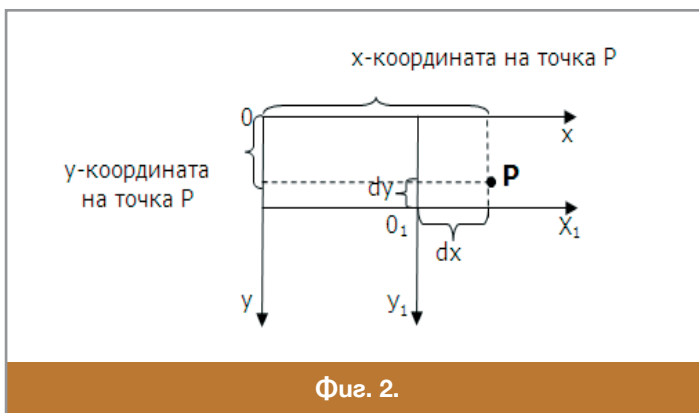 x-координата на точка P
0
x
y-координата
на точка P
dy
P
0₁
dx
X₁
y
y₁
Фиг. 2.